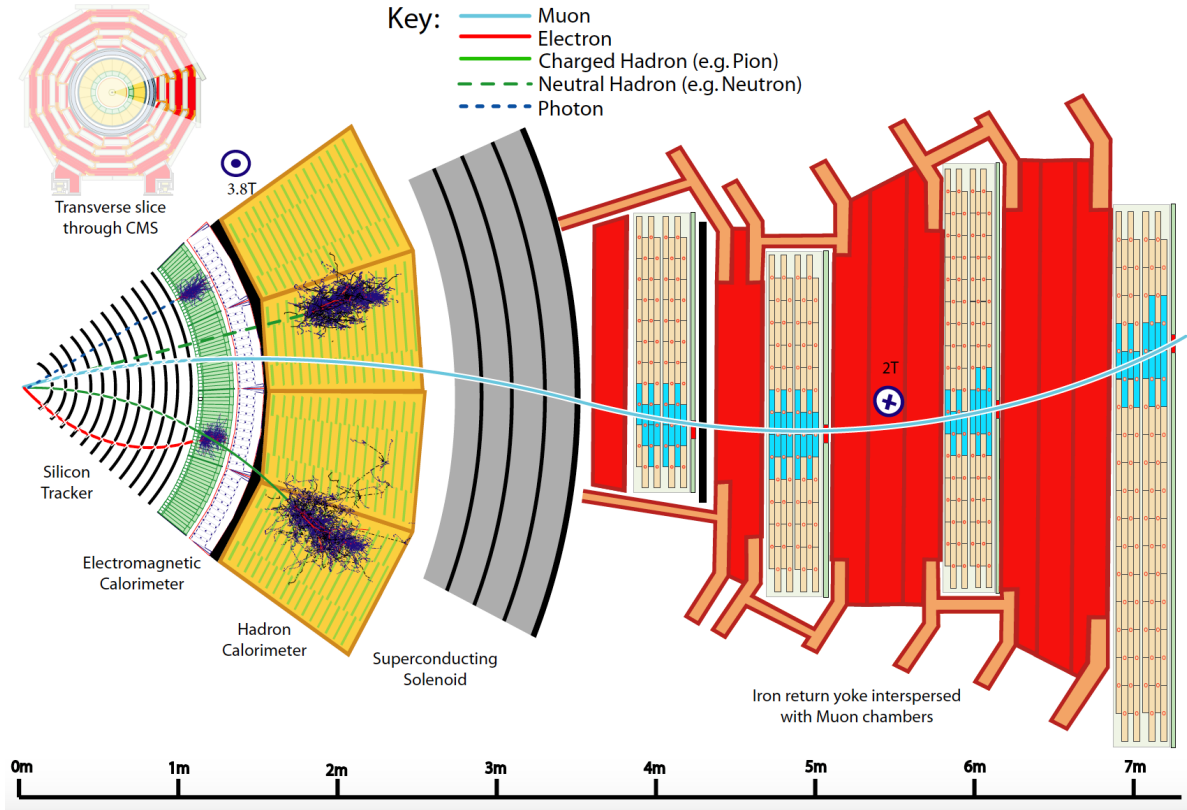 Key:
Muon
Electron
Charged Hadron (e.g. Pion)
Neutral Hadron (e.g. Neutron)
Photon
3.8T
Transverse slice
through CMS
2T
Silicon
Tracker
Electromagnetic
Calorimeter
Hadron
Calorimeter
Superconducting
Solenoid
Iron return yoke interspersed
with Muon chambers
0m 1m 2m 3m 4m 5m 6m 7m